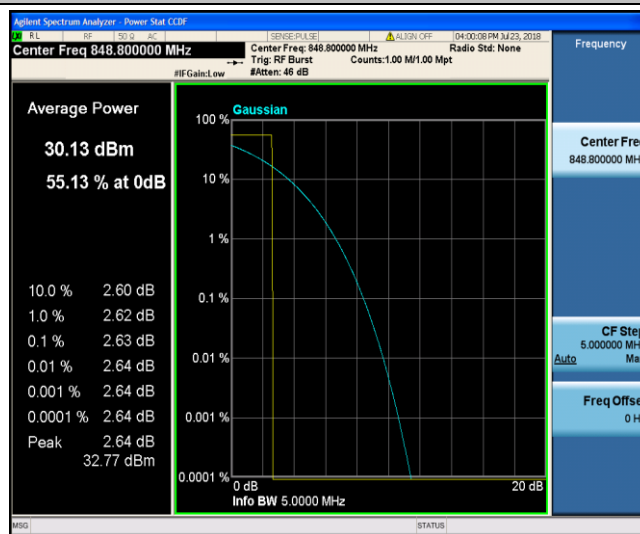 Agilent Spectrum Analyzer - Power Stat CCDF
RL RF 50 Ω AC SENSE:PULSE ALIGN OFF 04:00:08 PM Jul 23, 2018
Center Freq 848.800000 MHz
Center Freq: 848.800000 MHz Radio Std: None
Trig: RF Burst Counts:1.00 M/1.00 Mpt
#IFGain:Low #Atten: 46 dB
Frequency
Average Power
30.13 dBm
55.13 % at 0dB
10.0 % 2.60 dB
1.0 % 2.62 dB
0.1 % 2.63 dB
0.01 % 2.64 dB
0.001 % 2.64 dB
0.0001 % 2.64 dB
Peak 2.64 dB
32.77 dBm
Gaussian
100 %
10 %
1 %
0.1 %
0.01 %
0.001 %
0.0001 %
0 dB 20 dB
Info BW 5.0000 MHz
Center Fre
848.800000 MH
CF Ste
5.000000 MH
Auto Ma
Freq Offse
0 H
MSG STATUS